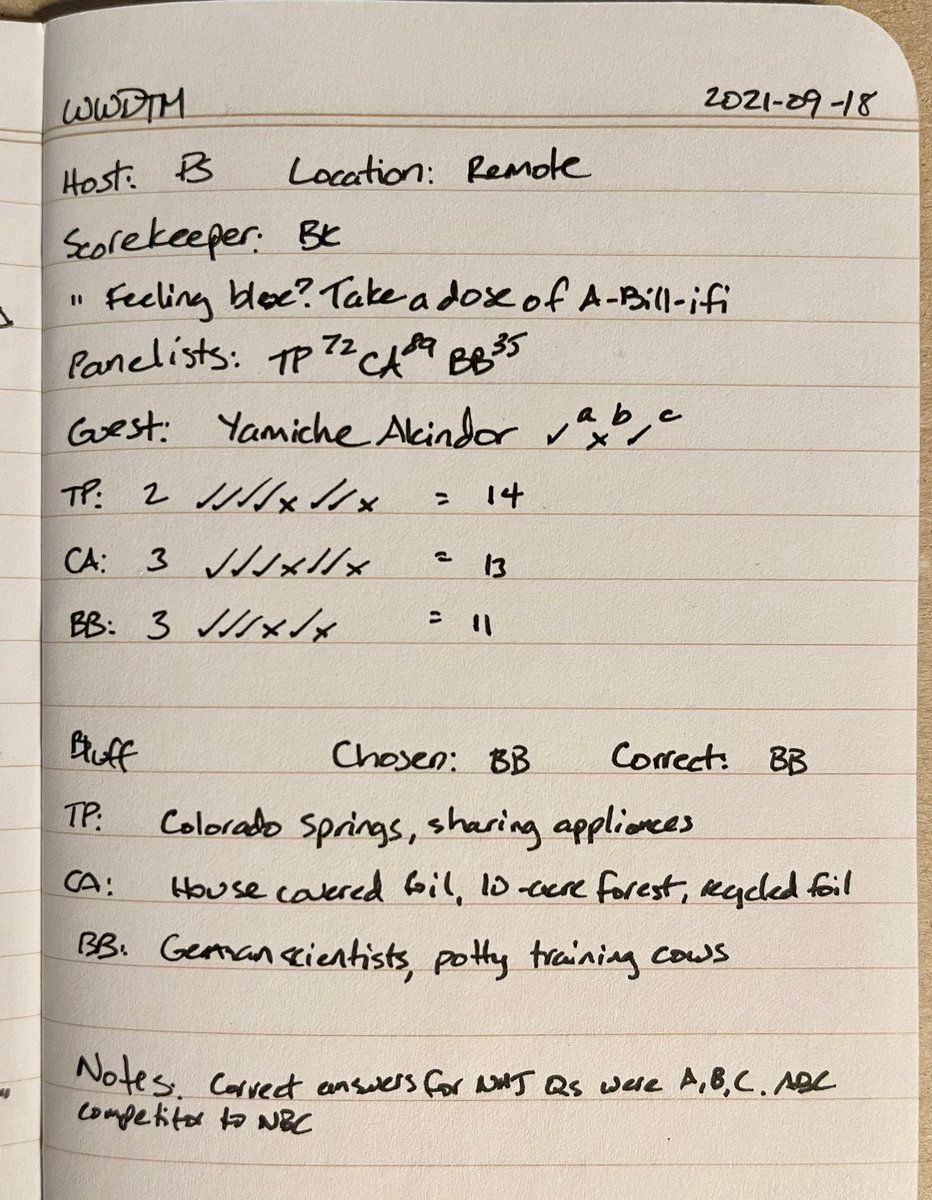 WWDTM 2021-09-18
Host: PS Location: Remote
Scorekeeper: BK
" Feeling blue? Take a dose of A-Bill-ifi
Panelists: TP 72 CA 89 BB 35
Guest: Yamiche Alcindor ✓ a x b ✓ c
TP: 2 ✓✓✓✓x✓✓x = 14
CA: 3 ✓✓✓x✓✓x = 13
BB: 3 ✓✓✓x✓x = 11
Bluff Chosen: BB Correct: BB
TP: Colorado Springs, sharing appliances
CA: House covered foil, 10-acre forest, recycled foil
BB: German scientists, potty training cows
Notes: Correct answers for NMJ Qs were A, B, C. ABC
competitor to NBC